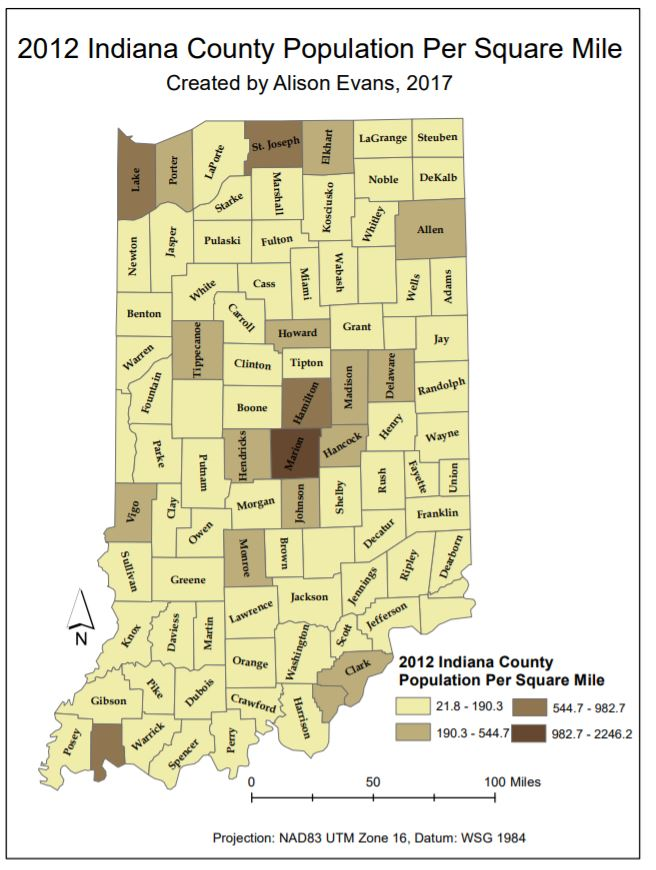 2012 Indiana County Population Per Square Mile
Created by Alison Evans, 2017
St. Joseph
Elkhart
LaGrange
Steuben
Lake
Porter
LaPorte
Noble
DeKalb
Starke
Marshall
Kosciusko
Whitley
Allen
Newton
Jasper
Pulaski
Fulton
White
Cass
Miami
Wabash
Wells
Adams
Benton
Carroll
Howard
Grant
Jay
Warren
Tippecanoe
Clinton
Tipton
Madison
Delaware
Randolph
Fountain
Boone
Hamilton
Henry
Wayne
Parke
Putnam
Hendricks
Marion
Hancock
Rush
Fayette
Union
Vigo
Clay
Owen
Morgan
Johnson
Shelby
Franklin
Decatur
Sullivan
Greene
Monroe
Brown
Jennings
Ripley
Dearborn
Knox
Daviess
Martin
Lawrence
Jackson
Scott
Jefferson
Washington
Orange
Clark
Gibson
Pike
Dubois
Crawford
Harrison
Posey
Warrick
Spencer
Perry
N
2012 Indiana County
Population Per Square Mile
21.8 - 190.3
544.7 - 982.7
190.3 - 544.7
982.7 - 2246.2
0 50 100 Miles
Projection: NAD83 UTM Zone 16, Datum: WSG 1984